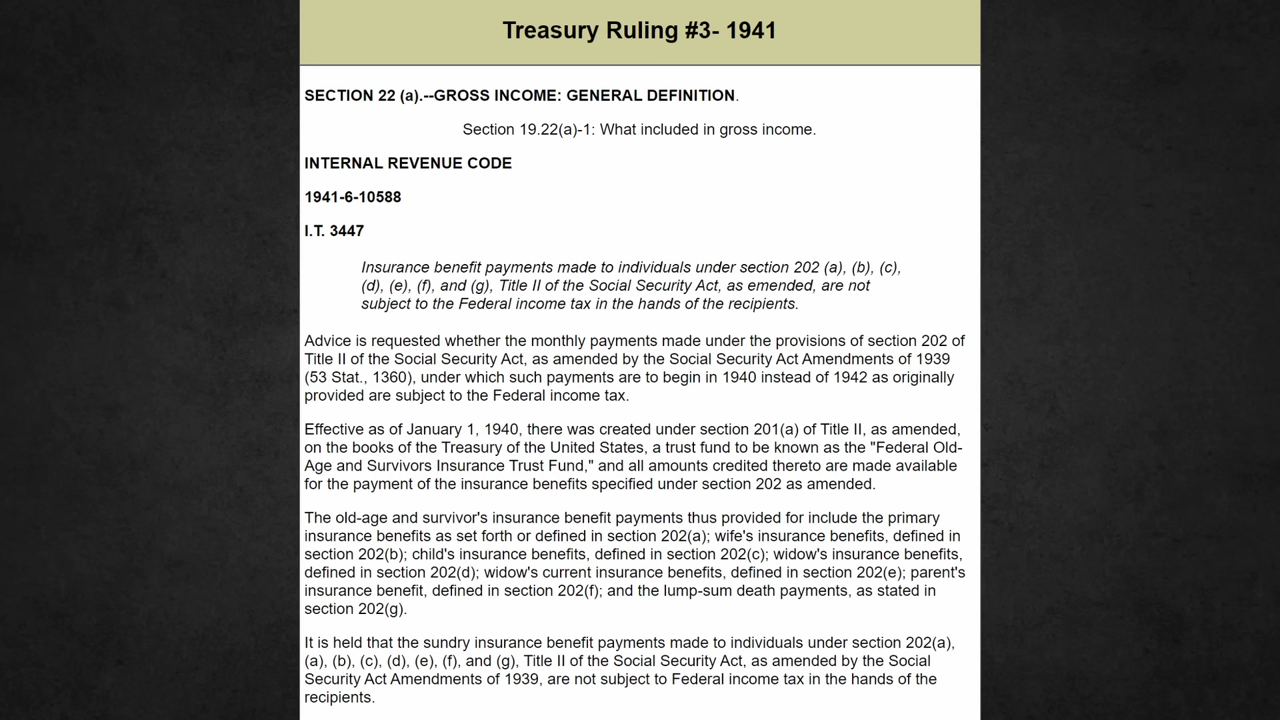 Treasury Ruling #3- 1941
SECTION 22 (a).--GROSS INCOME: GENERAL DEFINITION.
Section 19.22(a)-1: What included in gross income.
INTERNAL REVENUE CODE
1941-6-10588
I.T. 3447
Insurance benefit payments made to individuals under section 202 (a), (b), (c),
(d), (e), (f), and (g), Title II of the Social Security Act, as emended, are not
subject to the Federal income tax in the hands of the recipients.
Advice is requested whether the monthly payments made under the provisions of section 202 of
Title II of the Social Security Act, as amended by the Social Security Act Amendments of 1939
(53 Stat., 1360), under which such payments are to begin in 1940 instead of 1942 as originally
provided are subject to the Federal income tax.
Effective as of January 1, 1940, there was created under section 201(a) of Title II, as amended,
on the books of the Treasury of the United States, a trust fund to be known as the "Federal Old-
Age and Survivors Insurance Trust Fund," and all amounts credited thereto are made available
for the payment of the insurance benefits specified under section 202 as amended.
The old-age and survivor's insurance benefit payments thus provided for include the primary
insurance benefits as set forth or defined in section 202(a); wife's insurance benefits, defined in
section 202(b); child's insurance benefits, defined in section 202(c); widow's insurance benefits,
defined in section 202(d); widow's current insurance benefits, defined in section 202(e); parent's
insurance benefit, defined in section 202(f); and the lump-sum death payments, as stated in
section 202(g).
It is held that the sundry insurance benefit payments made to individuals under section 202(a),
(a), (b), (c), (d), (e), (f), and (g), Title II of the Social Security Act, as amended by the Social
Security Act Amendments of 1939, are not subject to Federal income tax in the hands of the
recipients.